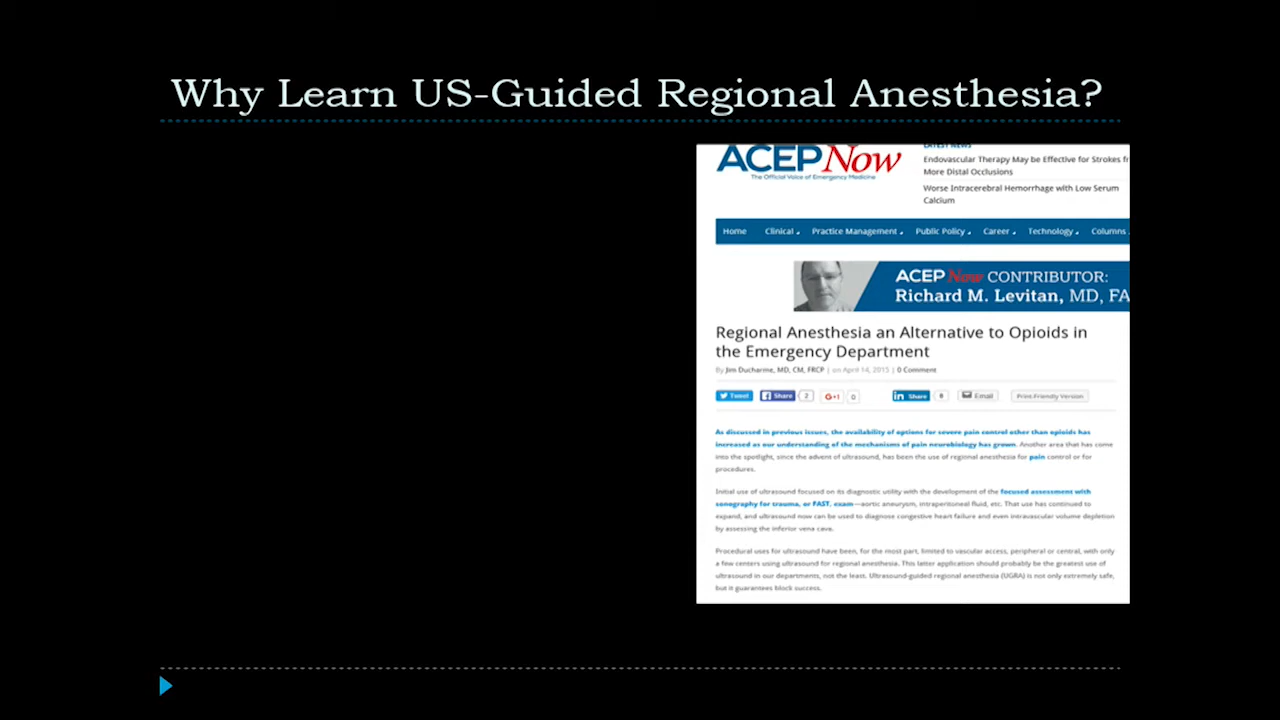 Why Learn US-Guided Regional Anesthesia?
ACEPNow
The Official Voice of Emergency Medicine
LATEST NEWS
Endovascular Therapy May be Effective for Strokes fr
More Distal Occlusions
Worse Intracerebral Hemorrhage with Low Serum
Calcium
Home Clinical Practice Management Public Policy Career Technology Columns
ACEP Now CONTRIBUTOR:
Richard M. Levitan, MD, FA
Regional Anesthesia an Alternative to Opioids in
the Emergency Department
By Jim Ducharme, MD, CM, FRCP | on April 14, 2015 | 0 Comment
Tweet Share 2 G+1 0 in Share 8 Email Print-Friendly Version
As discussed in previous issues, the availability of options for severe pain control other than opioids has
increased as our understanding of the mechanisms of pain neurobiology has grown. Another area that has come
into the spotlight, since the advent of ultrasound, has been the use of regional anesthesia for pain control or for
procedures.
Initial use of ultrasound focused on its diagnostic utility with the development of the focused assessment with
sonography for trauma, or FAST, exam—aortic aneurysm, intraperitoneal fluid, etc. That use has continued to
expand, and ultrasound now can be used to diagnose congestive heart failure and even intravascular volume depletion
by assessing the inferior vena cava.
Procedural uses for ultrasound have been, for the most part, limited to vascular access, peripheral or central, with only
a few centers using ultrasound for regional anesthesia. This latter application should probably be the greatest use of
ultrasound in our departments, not the least. Ultrasound-guided regional anesthesia (UGRA) is not only extremely safe,
but it guarantees block success.